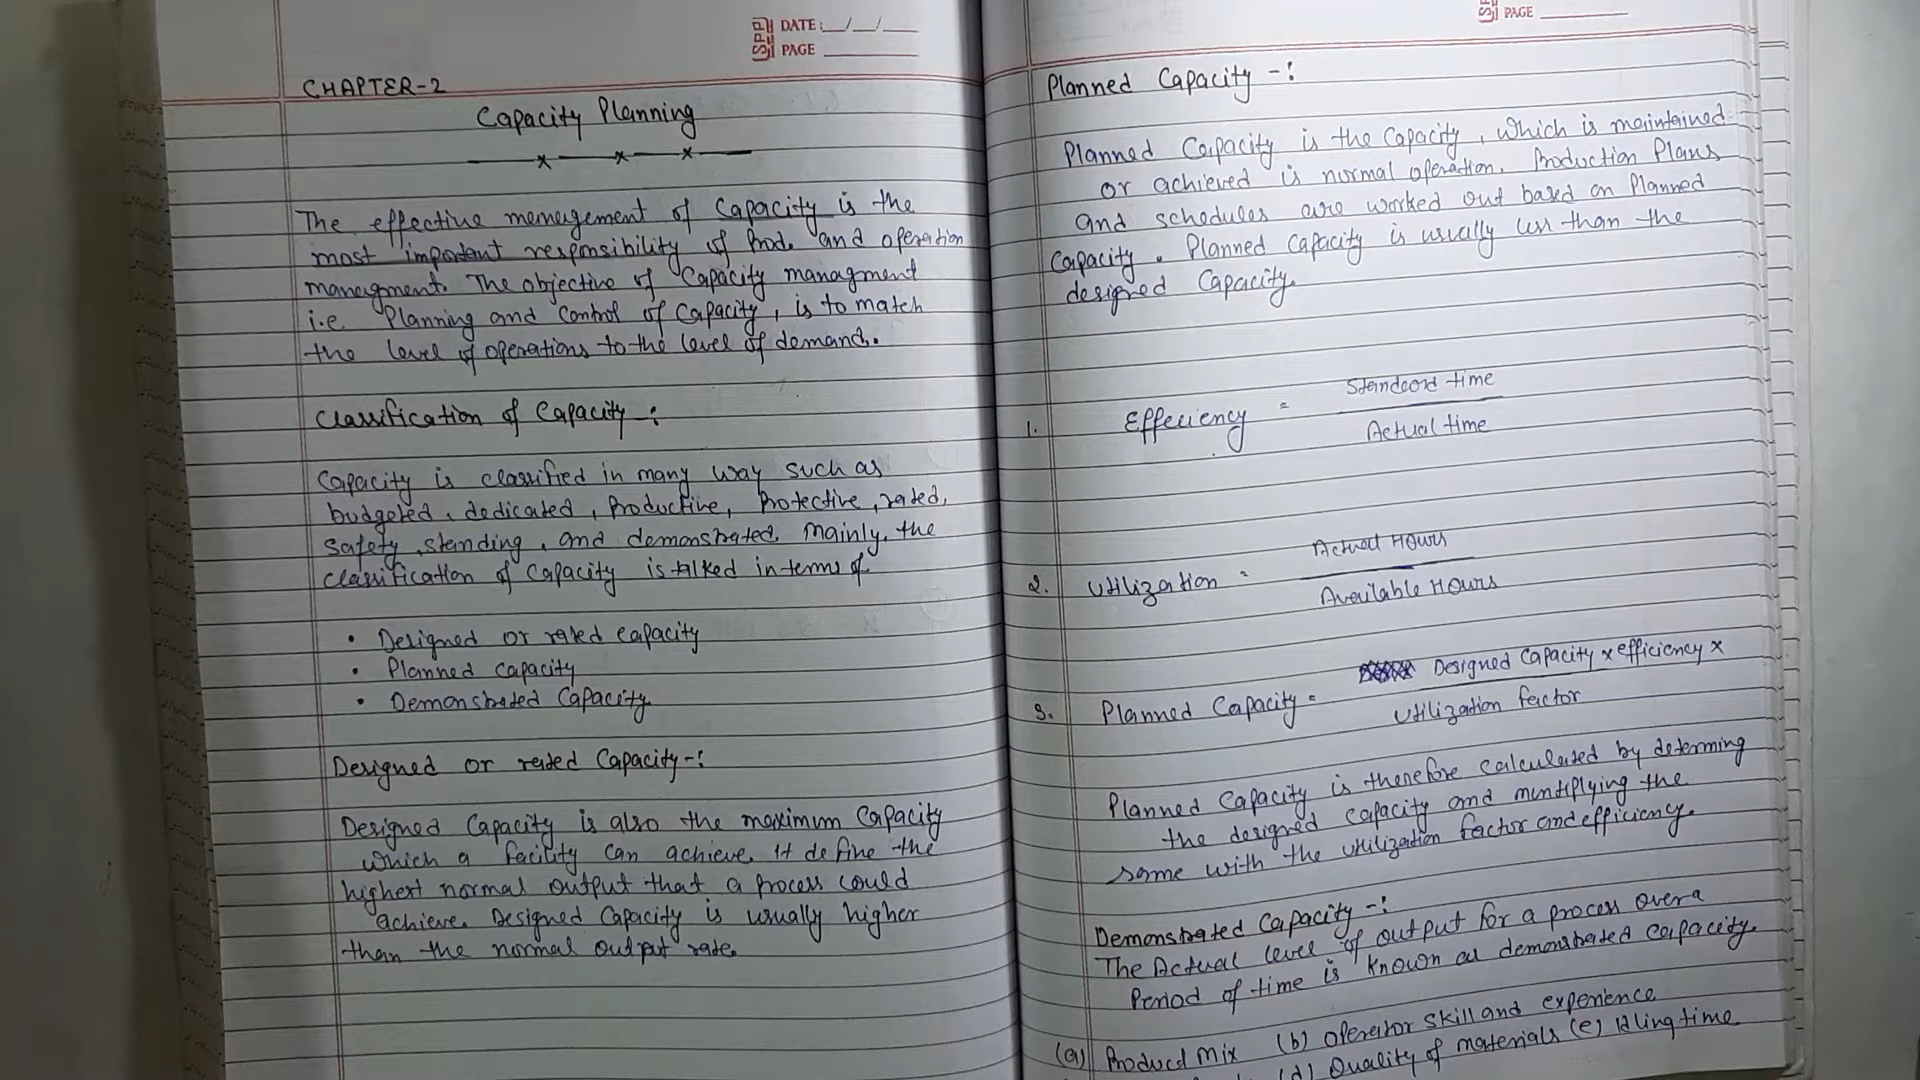 SPP DATE: __/__/__
PAGE ______
CHAPTER-2
Capacity Planning
The effective menagement of Capacity is the
most important responsibility of Prod. and operation
managment. The objective of Capacity managment
i.e Planning and Control of Capacity, is to match
the level of operations to the level of demand.
Classification of Capacity -:
Capacity is classified in many way such as
budgeted, dedicated, Productive, Protective, rated,
Safety, standing, and demonstrated. Mainly, the
classification of Capacity is talked in terms of
• Designed or rated capacity
• Planned capacity
• Demonstrated Capacity
Designed or rated Capacity -:
Designed Capacity is also the maximum Capacity
which a facility can achieve. It define the
highest normal output that a process could
achieve. Designed Capacity is usually higher
than the normal output rate.
PAGE ______
Planned Capacity -:
Planned Capacity is the Capacity, which is maintained
or achieved is normal operation. Production Plans
and schedules are worked out based on Planned
Capacity. Planned Capacity is usually less than the
designed Capacity.
1. Effeciency = Standard time
Actual time
2. Utilization = Actual Hours
Available Hours
3. Planned Capacity = Designed Capacity x efficiency x
Utilization factor
Planned Capacity is therefore calculated by determing
the designed capacity and multiplying the
same with the utilization factor and efficiency.
Demonstrated Capacity -:
The Actual level of output for a process over a
Period of time is known as demonstrated capacity.
(a) Product Mix (b) Operator skill and experience
(d) Quality of materials (e) Idling time